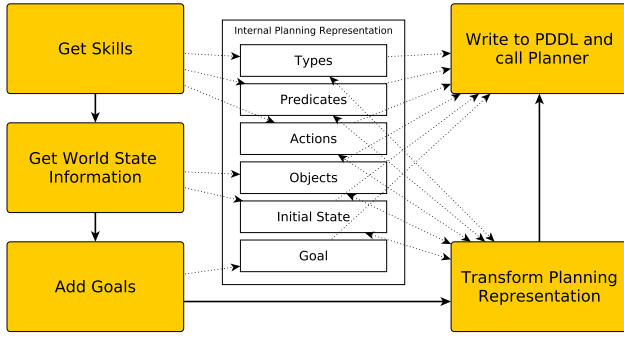 Get Skills
Get World State
Information
Add Goals
Internal Planning Representation
Types
Predicates
Actions
Objects
Initial State
Goal
Write to PDDL and
call Planner
Transform Planning
Representation